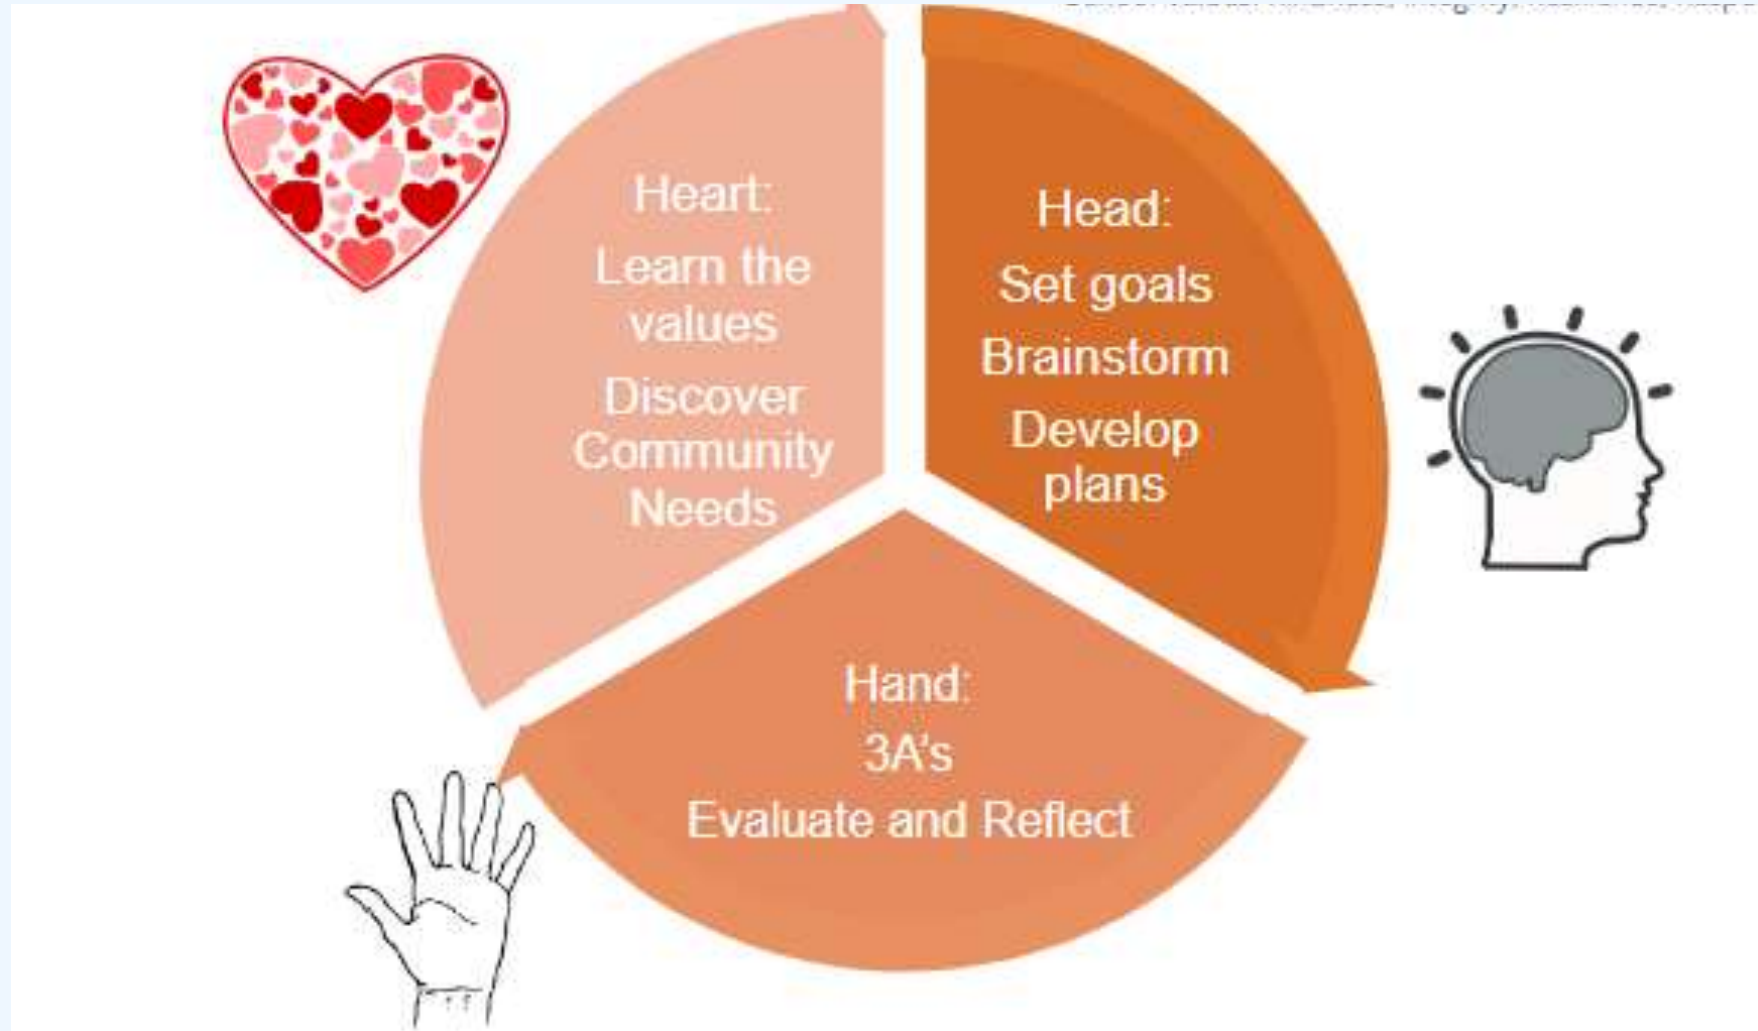 Heart:
Learn the
values
Discover
Community
Needs
Head:
Set goals
Brainstorm
Develop
plans
Hand:
3A's
Evaluate and Reflect